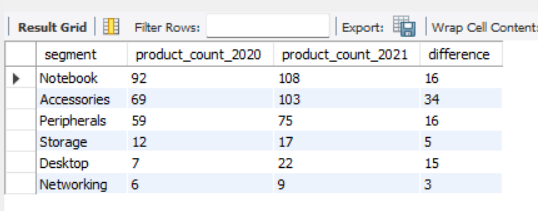 Result Grid Filter Rows: Export: Wrap Cell Content:
segment product_count_2020 product_count_2021 difference
Notebook 92 108 16
Accessories 69 103 34
Peripherals 59 75 16
Storage 12 17 5
Desktop 7 22 15
Networking 6 9 3